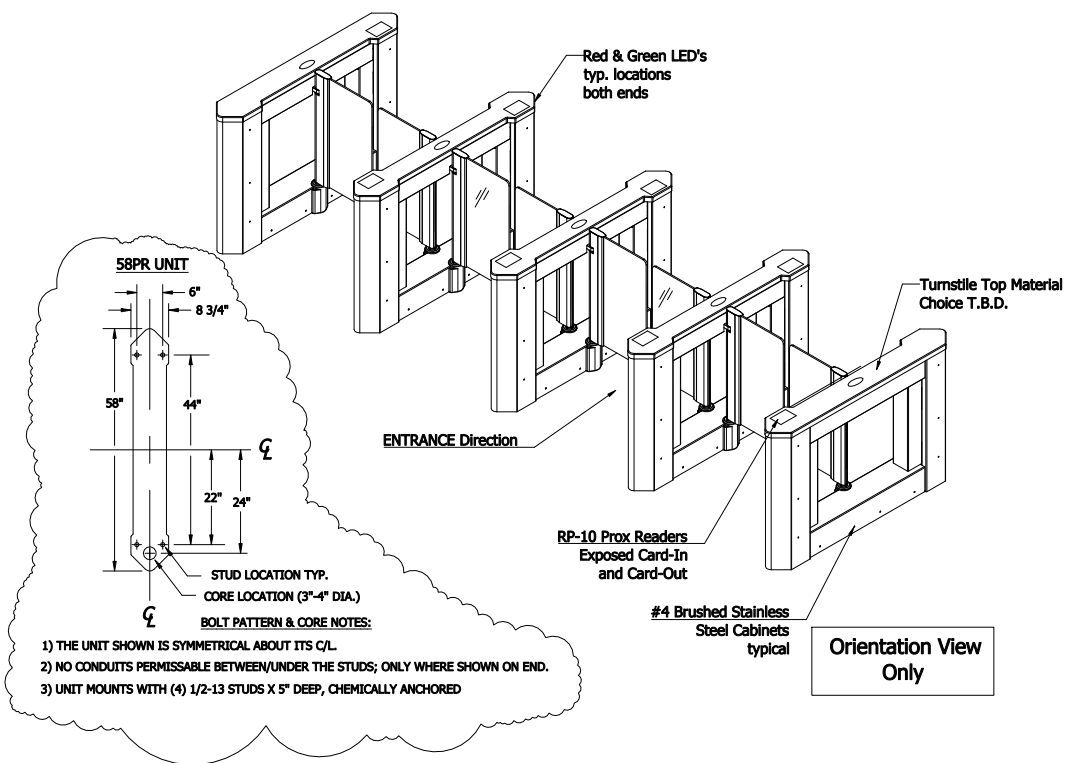 Red & Green LED's
typ. locations
both ends
58PR UNIT
6"
8 3/4"
Turnstile Top Material
Choice T.B.D.
58"
44"
ENTRANCE Direction
C
L
22"
24"
RP-10 Prox Readers
Exposed Card-In
and Card-Out
STUD LOCATION TYP.
CORE LOCATION (3"-4" DIA.)
C
L
#4 Brushed Stainless
Steel Cabinets
typical
BOLT PATTERN & CORE NOTES:
1) THE UNIT SHOWN IS SYMMETRICAL ABOUT ITS C/L.
2) NO CONDUITS PERMISSABLE BETWEEN/UNDER THE STUDS; ONLY WHERE SHOWN ON END.
3) UNIT MOUNTS WITH (4) 1/2-13 STUDS X 5" DEEP, CHEMICALLY ANCHORED
Orientation View
Only